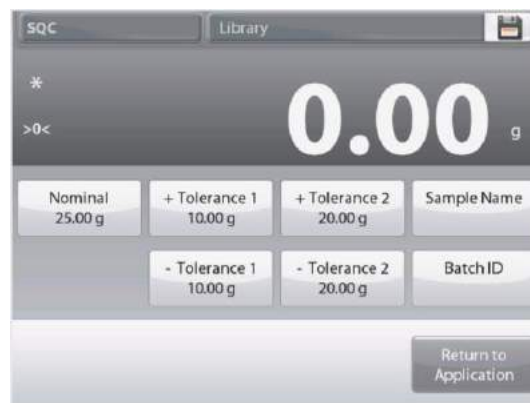 SQC Library
*
>0<
0.00 g
Nominal + Tolerance 1 + Tolerance 2 Sample Name
25.00 g 10.00 g 20.00 g
- Tolerance 1 - Tolerance 2 Batch ID
10.00 g 20.00 g
Return to
Application